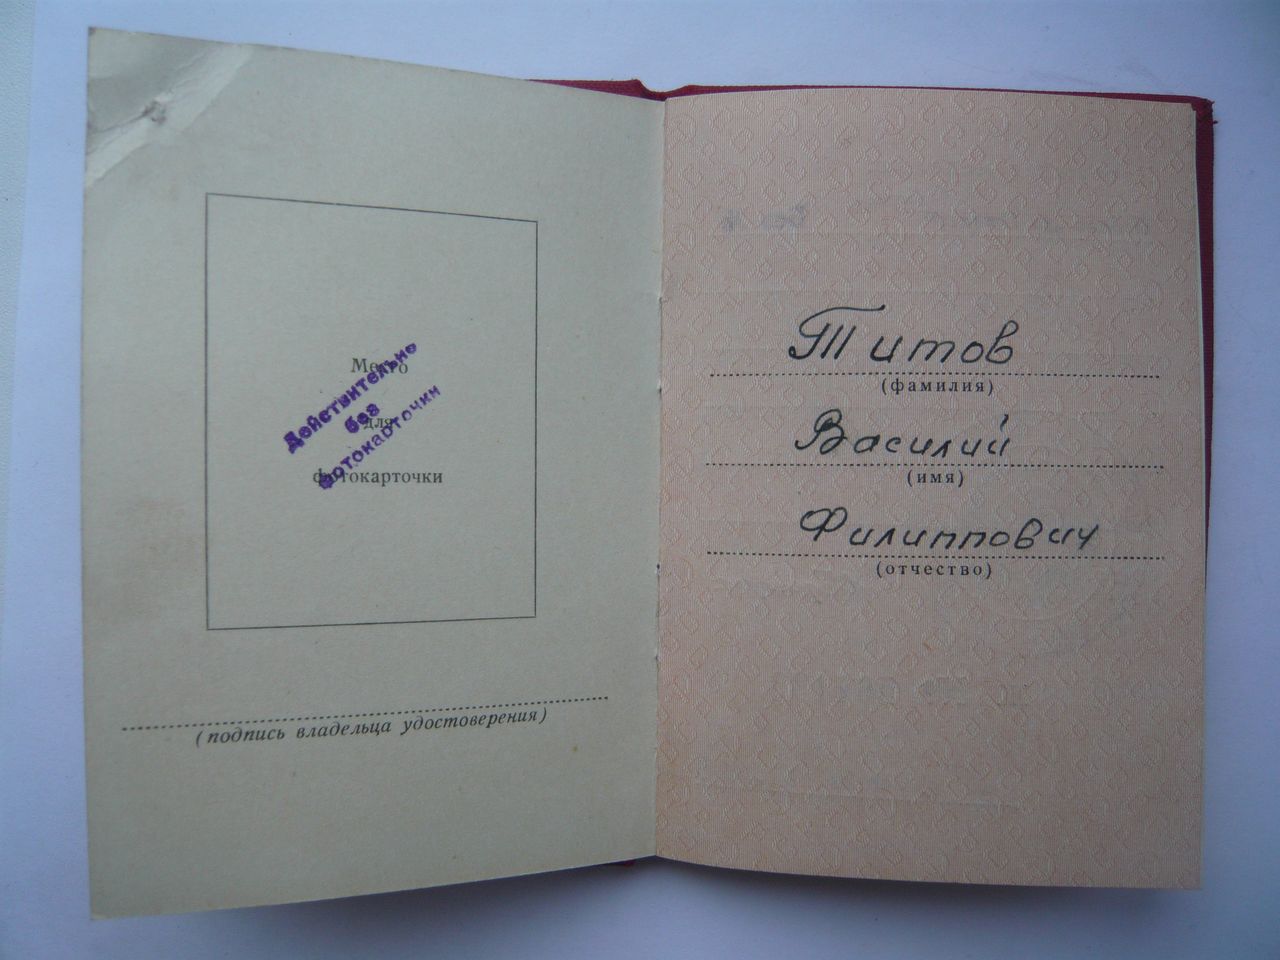 Место
для
фотокарточки
Действительно
без
фотокарточки
(подпись владельца удостоверения)
Титов
(фамилия)
Василий
(имя)
Филиппович
(отчество)